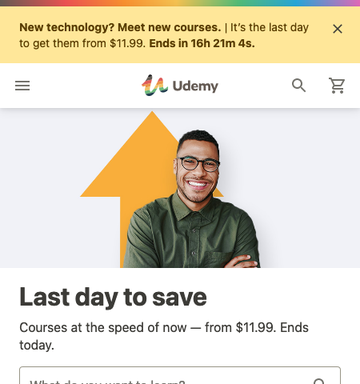 New technology? Meet new courses. | It's the last day
to get them from $11.99. Ends in 16h 21m 4s.
Udemy
Last day to save
Courses at the speed of now — from $11.99. Ends
today.
What do you want to learn?